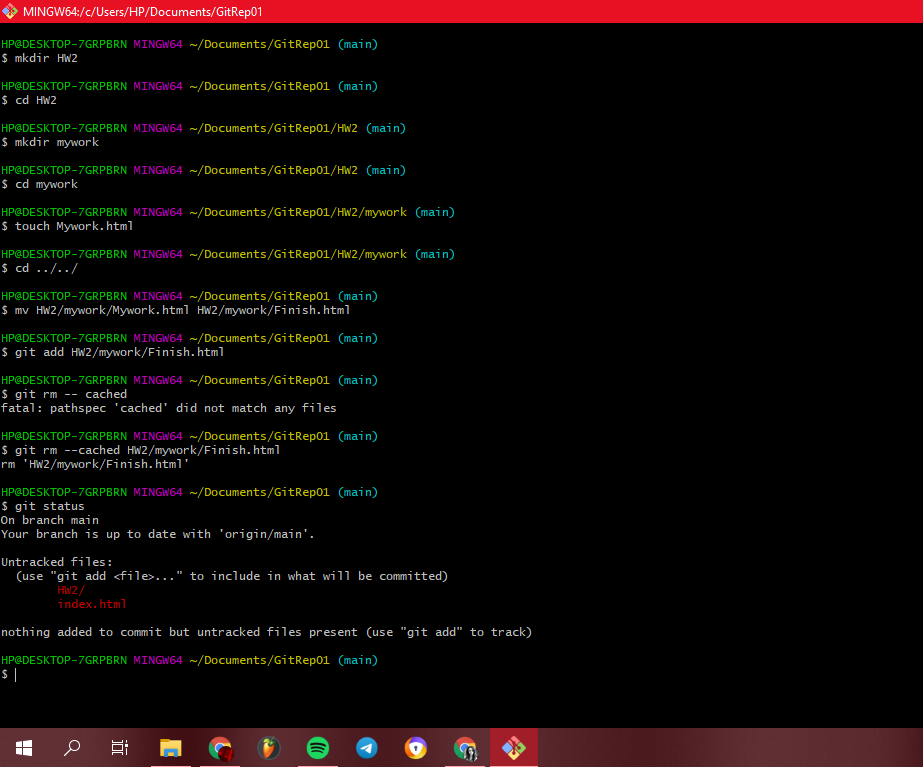 MINGW64:/c/Users/HP/Documents/GitRep01
HP@DESKTOP-7GRPBRN MINGW64 ~/Documents/GitRep01 (main)
$ mkdir HW2
HP@DESKTOP-7GRPBRN MINGW64 ~/Documents/GitRep01 (main)
$ cd HW2
HP@DESKTOP-7GRPBRN MINGW64 ~/Documents/GitRep01/HW2 (main)
$ mkdir mywork
HP@DESKTOP-7GRPBRN MINGW64 ~/Documents/GitRep01/HW2 (main)
$ cd mywork
HP@DESKTOP-7GRPBRN MINGW64 ~/Documents/GitRep01/HW2/mywork (main)
$ touch Mywork.html
HP@DESKTOP-7GRPBRN MINGW64 ~/Documents/GitRep01/HW2/mywork (main)
$ cd ../../
HP@DESKTOP-7GRPBRN MINGW64 ~/Documents/GitRep01 (main)
$ mv HW2/mywork/Mywork.html HW2/mywork/Finish.html
HP@DESKTOP-7GRPBRN MINGW64 ~/Documents/GitRep01 (main)
$ git add HW2/mywork/Finish.html
HP@DESKTOP-7GRPBRN MINGW64 ~/Documents/GitRep01 (main)
$ git rm -- cached
fatal: pathspec 'cached' did not match any files
HP@DESKTOP-7GRPBRN MINGW64 ~/Documents/GitRep01 (main)
$ git rm --cached HW2/mywork/Finish.html
rm 'HW2/mywork/Finish.html'
HP@DESKTOP-7GRPBRN MINGW64 ~/Documents/GitRep01 (main)
$ git status
On branch main
Your branch is up to date with 'origin/main'.
Untracked files:
(use "git add <file>..." to include in what will be committed)
HW2/
index.html
nothing added to commit but untracked files present (use "git add" to track)
HP@DESKTOP-7GRPBRN MINGW64 ~/Documents/GitRep01 (main)
$